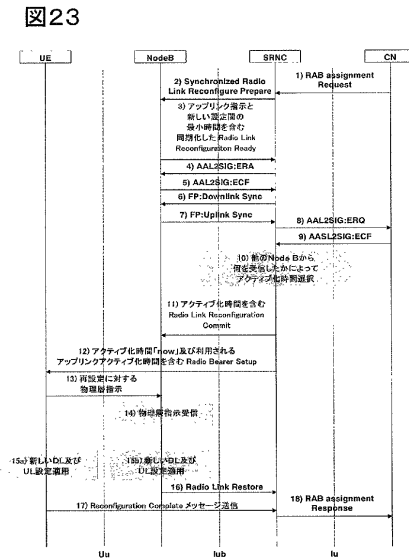 図23
UE
NodeB
SRNC
CN
1) RAB assignment
Request
2) Synchronized Radio
Link Reconfigure Prepare
3) アップリンク指示と
新しい設定間の
最小時間を含む
同期化した Radio Link
Reconfiguration Ready
4) AAL2SIG:ERA
5) AAL2SIG:ECF
6) FP:Downlink Sync
7) FP:Uplink Sync
8) AAL2SIG:ERQ
9) AASL2SIG:ECF
10) 他のNode Bから
何を受信したかによって
アクティブ化時間選択
11) アクティブ化時間を含む
Radio Link Reconfiguration
Commit
12) アクティブ化時間「now」及び利用される
アップリンクアクティブ化時間を含む Radio Bearer Setup
13) 再設定に対する
物理層指示
14) 物理層指示受信
15a) 新しいDL及び
UL設定適用
15b) 新しいDL及び
UL設定適用
16) Radio Link Restore
17) Reconfiguration Complate メッセージ送信
18) RAB assignment
Response
Uu
Iub
Iu